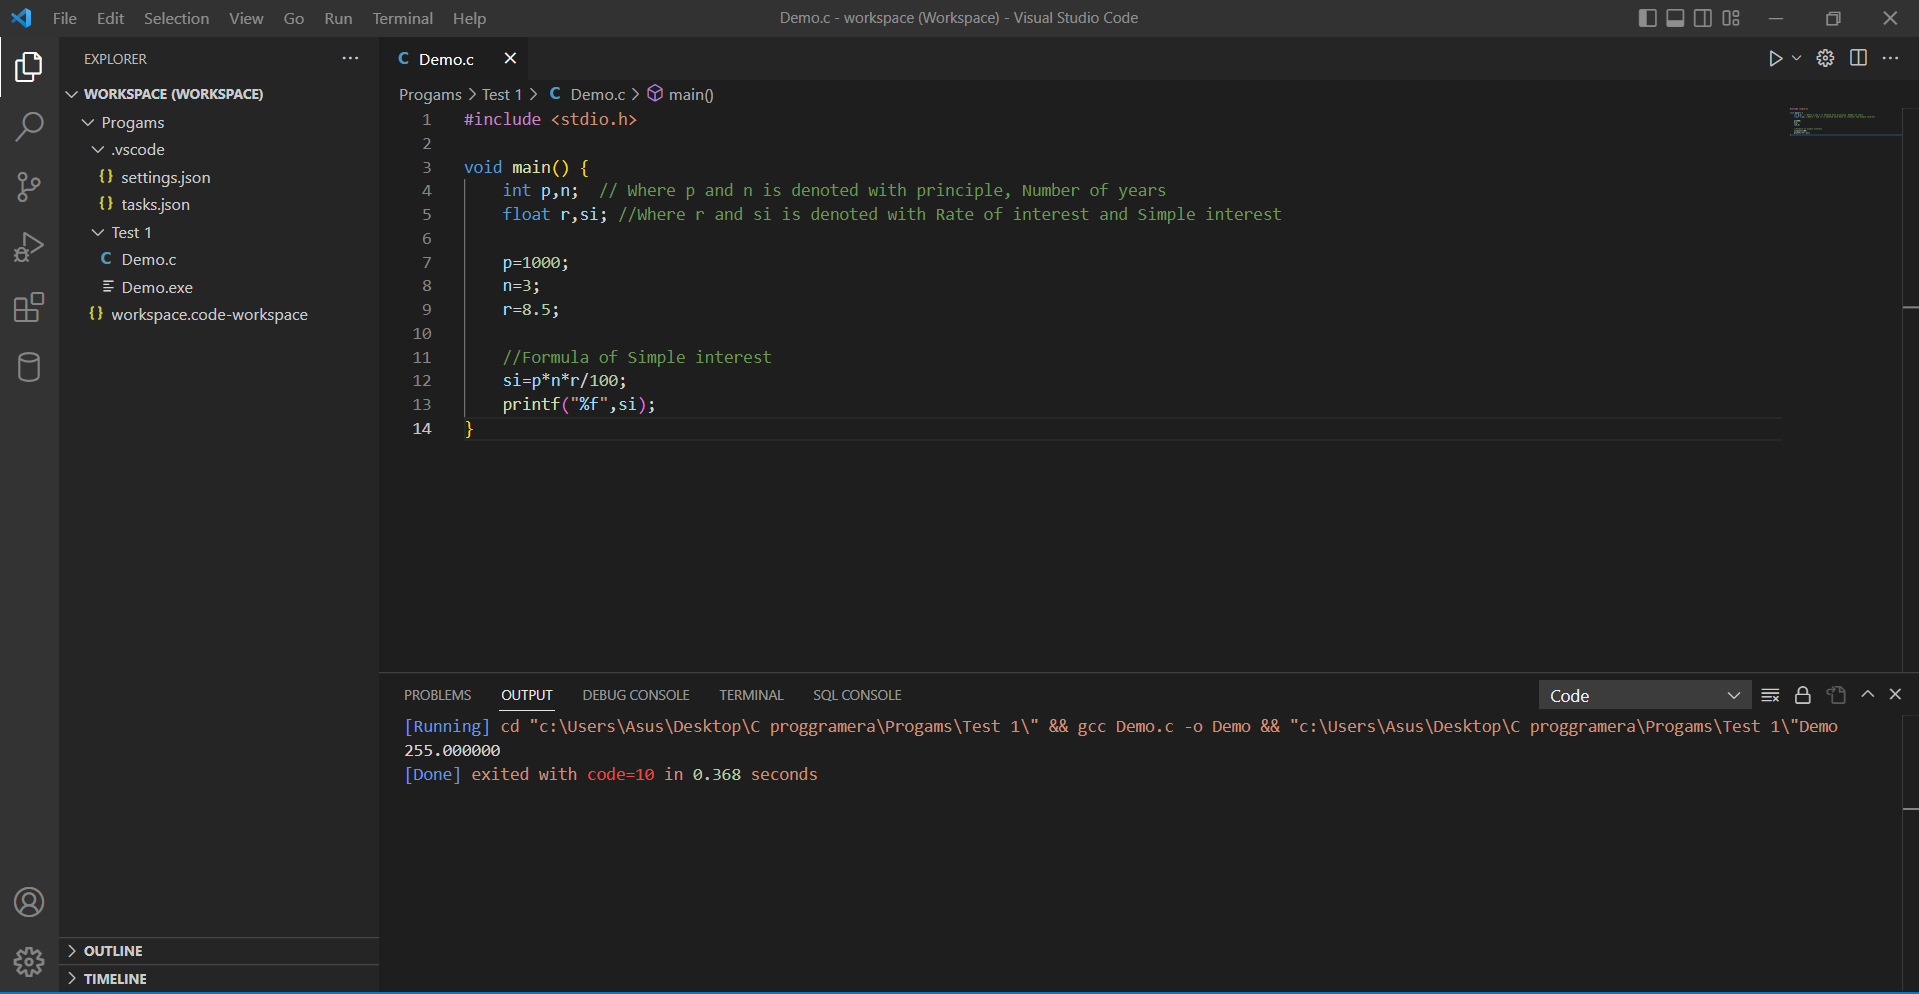 File Edit Selection View Go Run Terminal Help
Demo.c - workspace (Workspace) - Visual Studio Code
EXPLORER
WORKSPACE (WORKSPACE)
Progams
.vscode
{} settings.json
{} tasks.json
Test 1
C Demo.c
Demo.exe
{} workspace.code-workspace
OUTLINE
TIMELINE
C Demo.c
Progams > Test 1 > C Demo.c > main()
1 #include <stdio.h>
2
3 void main() {
4 int p,n;  // Where p and n is denoted with principle, Number of years
5 float r,si; //Where r and si is denoted with Rate of interest and Simple interest
6
7 p=1000;
8 n=3;
9 r=8.5;
10
11 //Formula of Simple interest
12 si=p*n*r/100;
13 printf("%f",si);
14 }
PROBLEMS OUTPUT DEBUG CONSOLE TERMINAL SQL CONSOLE
Code
[Running] cd "c:\Users\Asus\Desktop\C proggramera\Progams\Test 1\" && gcc Demo.c -o Demo && "c:\Users\Asus\Desktop\C proggramera\Progams\Test 1\"Demo
255.000000
[Done] exited with code=10 in 0.368 seconds